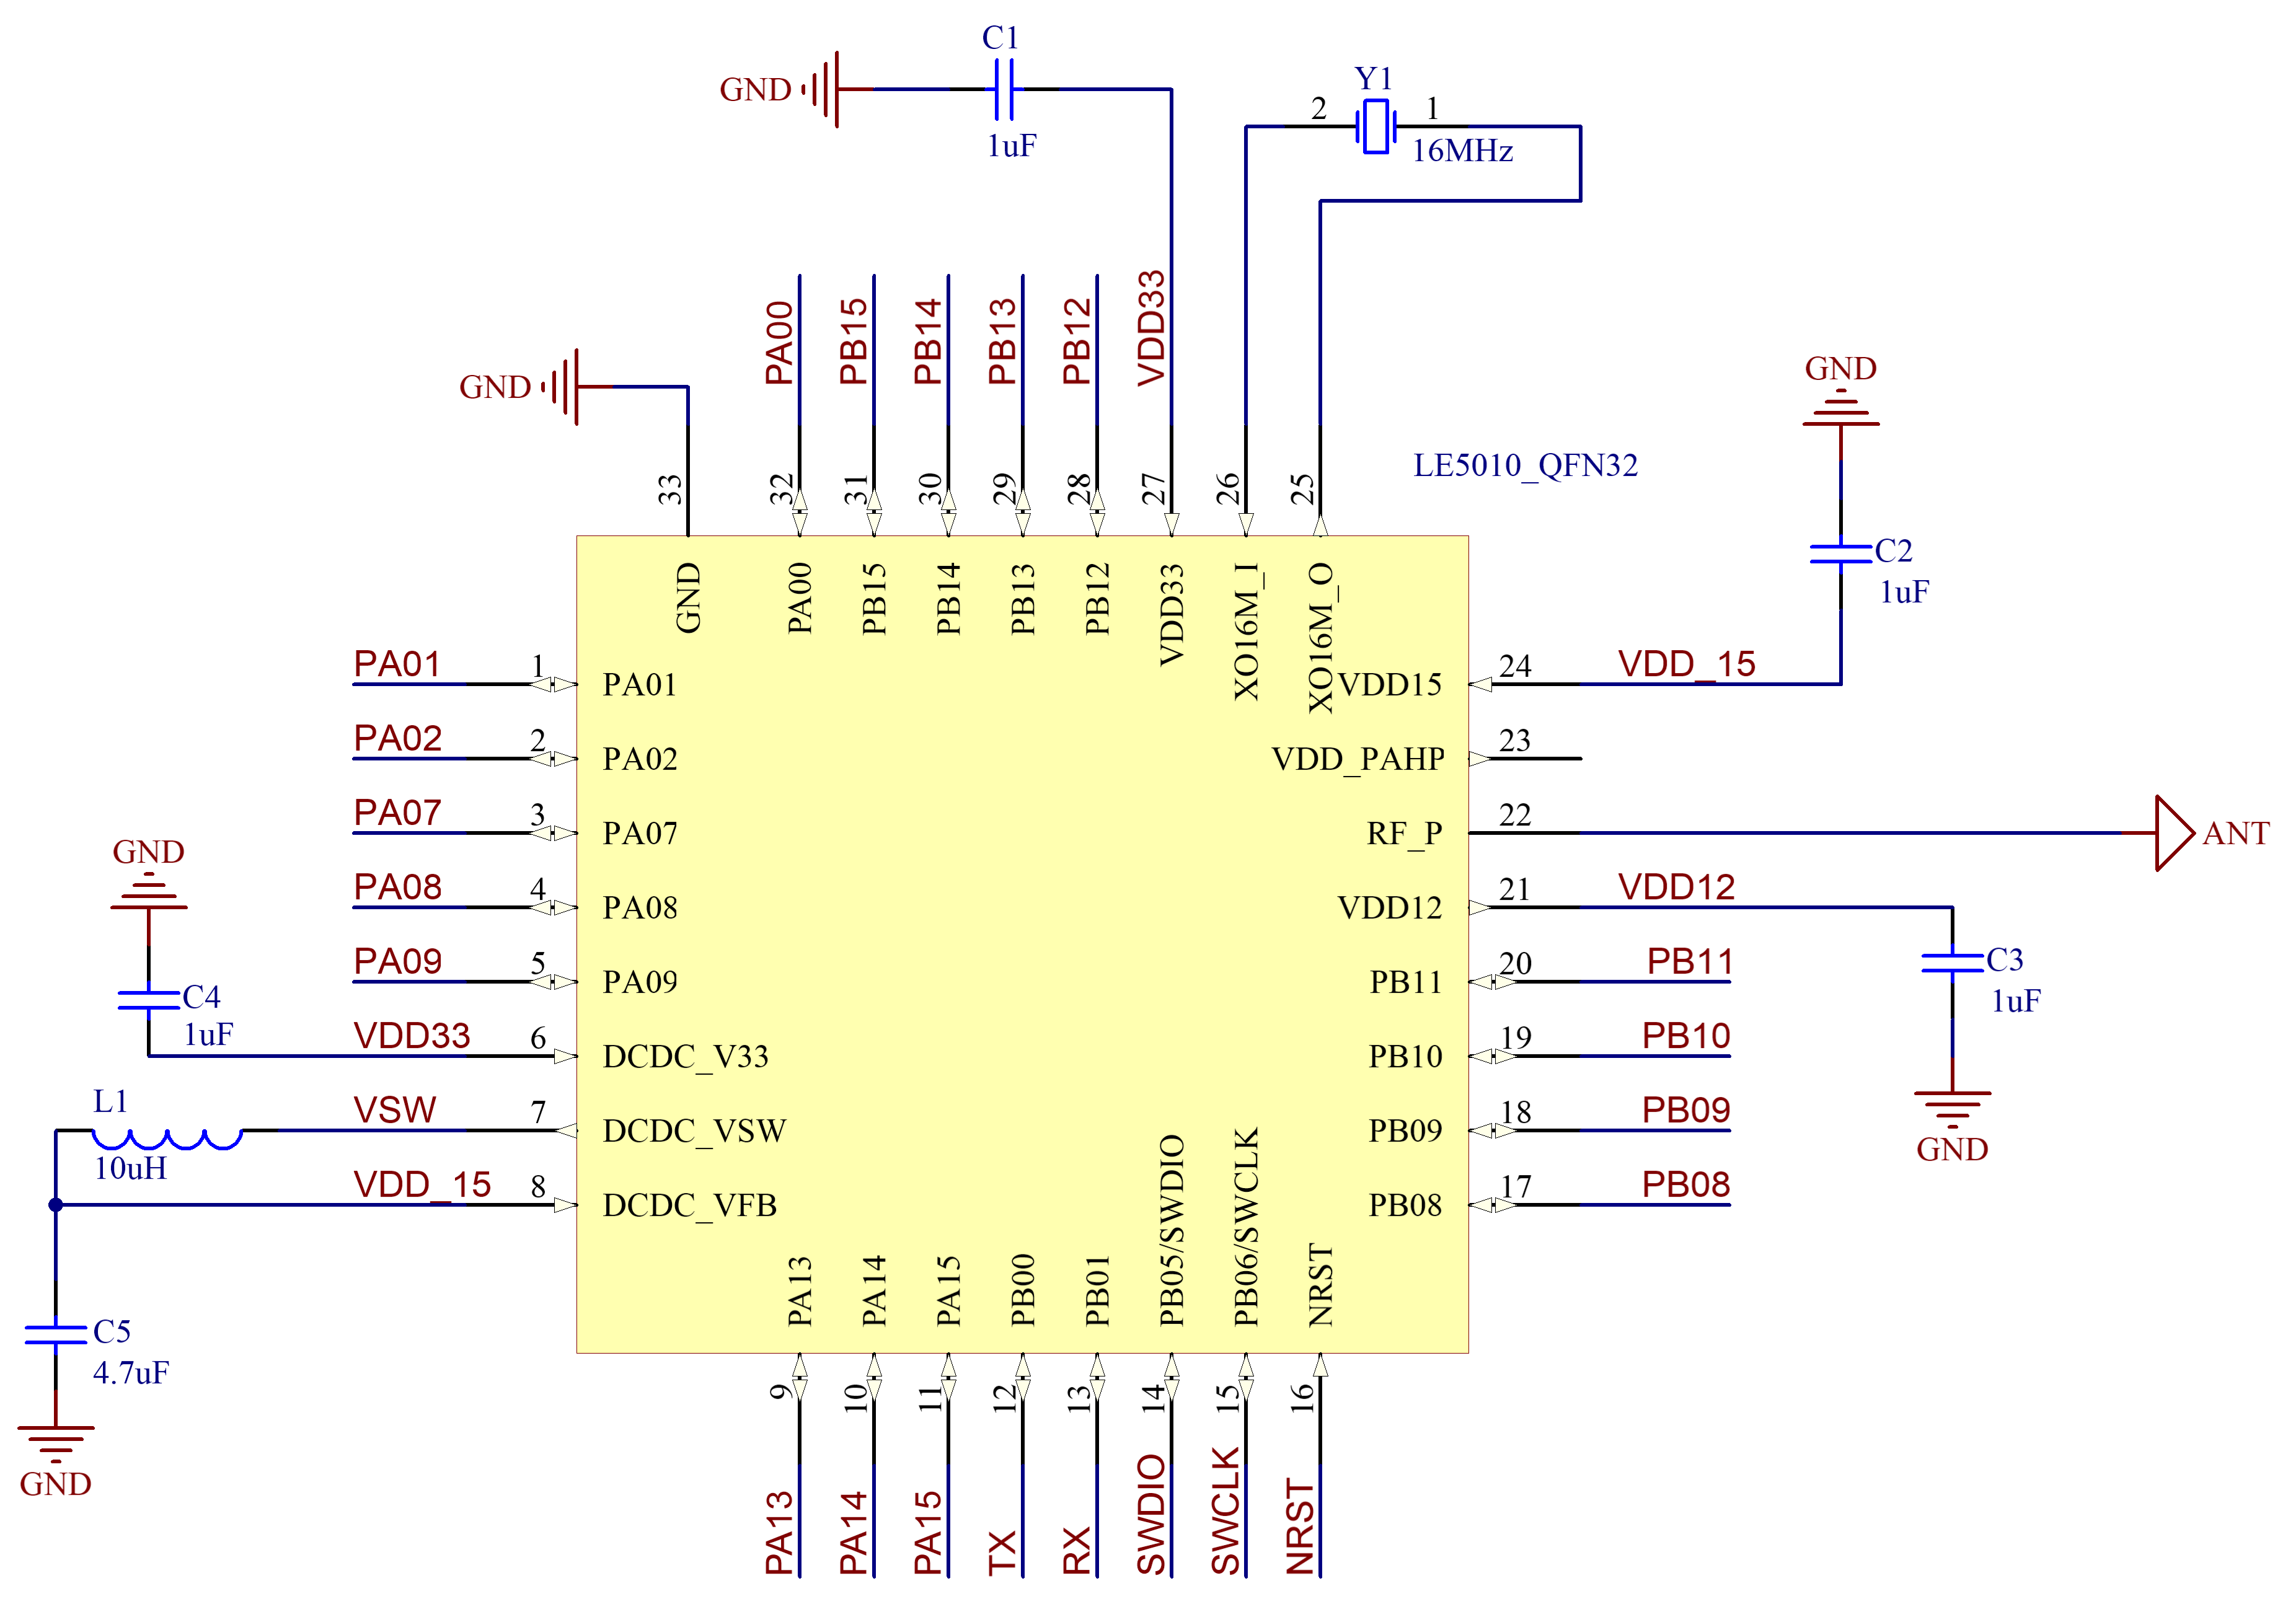 C1
GND
1uF
Y1
2
1
16MHz
PA00
PB15
PB14
PB13
PB12
VDD33
GND
GND
33
32
31
30
29
28
27
26
25
LE5010_QFN32
C2
1uF
GND
PA00
PB15
PB14
PB13
PB12
VDD33
XO16M_I
XO16M_O
PA01
1
PA01
VDD15
24
VDD_15
PA02
2
PA02
VDD_PAHP
23
PA07
3
PA07
RF_P
22
ANT
GND
PA08
4
PA08
VDD12
21
VDD12
PA09
5
PA09
PB11
20
PB11
C3
1uF
C4
1uF
VDD33
6
DCDC_V33
PB10
19
PB10
L1
10uH
VSW
7
DCDC_VSW
PB09
18
PB09
GND
VDD_15
8
DCDC_VFB
PB08
17
PB08
PA13
PA14
PA15
PB00
PB01
PB05/SWDIO
PB06/SWCLK
NRST
C5
4.7uF
GND
9
10
11
12
13
14
15
16
PA13
PA14
PA15
TX
RX
SWDIO
SWCLK
NRST